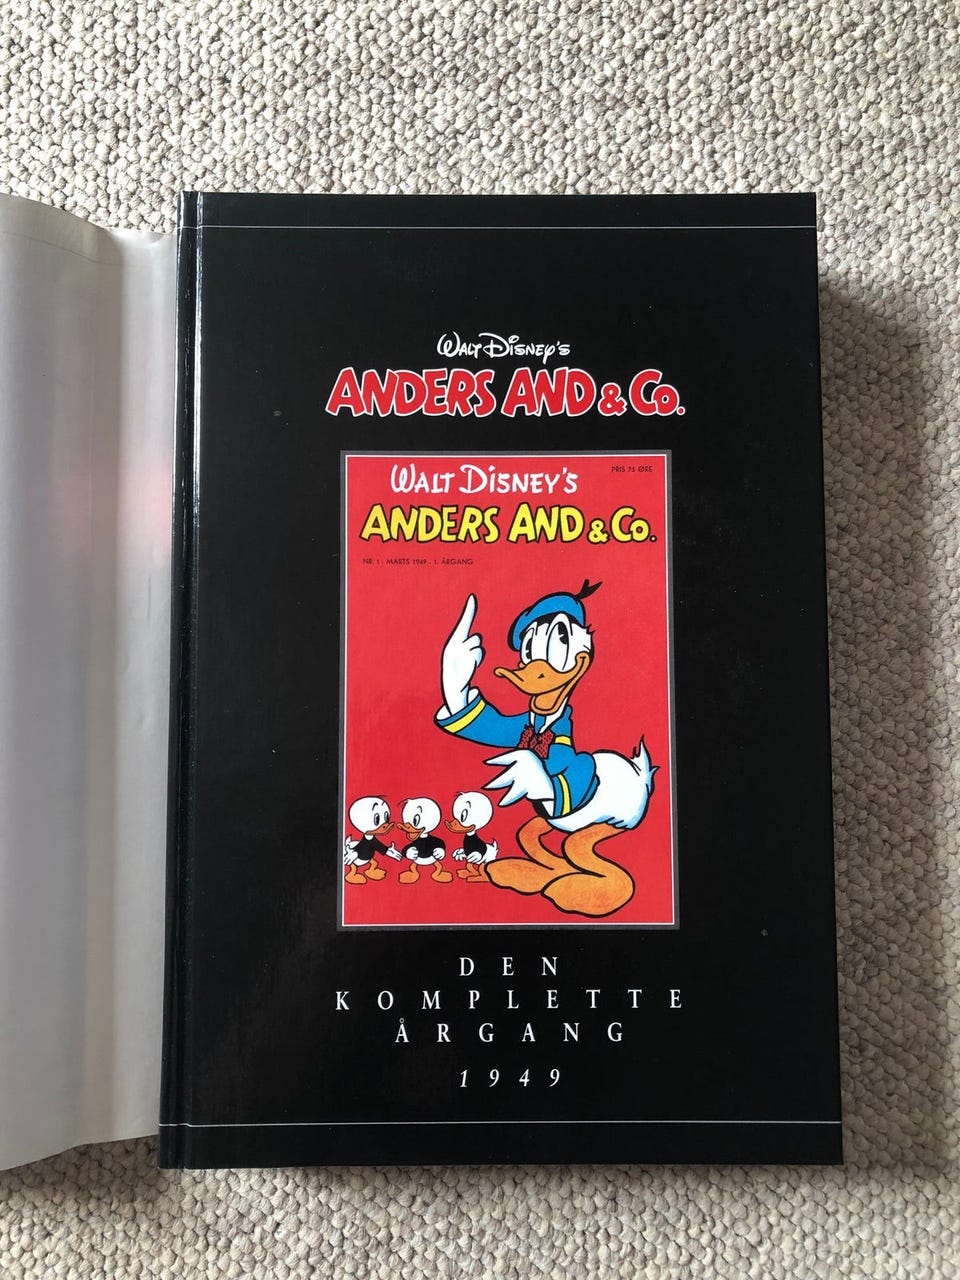 WALT DISNEY'S
ANDERS AND & Co.
PRIS 75 ØRE
WALT DISNEY'S
ANDERS AND & Co.
NR. 1 · MARTS 1949 · 1. ÅRGANG
DEN
KOMPLETTE
ÅRGANG
1949